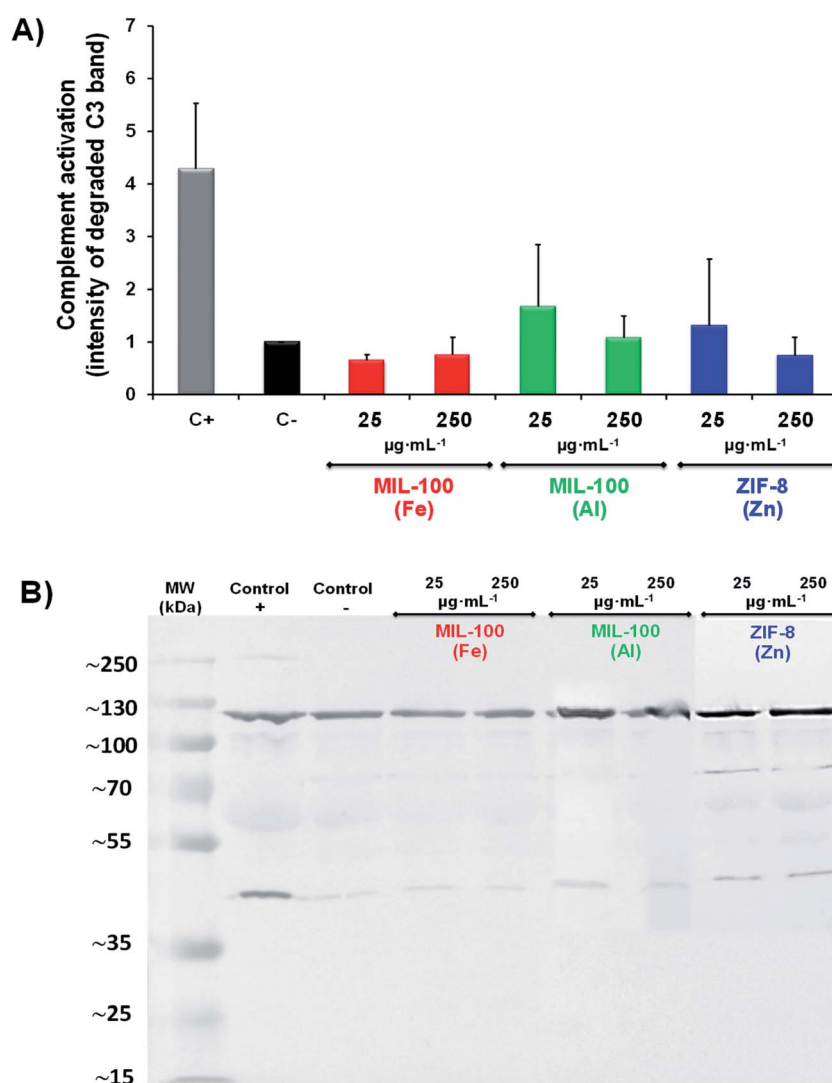 A)
Complement activation
(intensity of degraded C3 band)
7
6
5
4
3
2
1
0
C+ C- 25 250 25 250 25 250
µg·mL⁻¹ µg·mL⁻¹ µg·mL⁻¹
MIL-100 MIL-100 ZIF-8
(Fe) (Al) (Zn)
B)
MW Control Control 25 250 25 250 25 250
(kDa) + - µg·mL⁻¹ µg·mL⁻¹ µg·mL⁻¹
MIL-100 MIL-100 ZIF-8
(Fe) (Al) (Zn)
~250
~130
~100
~70
~55
~35
~25
~15